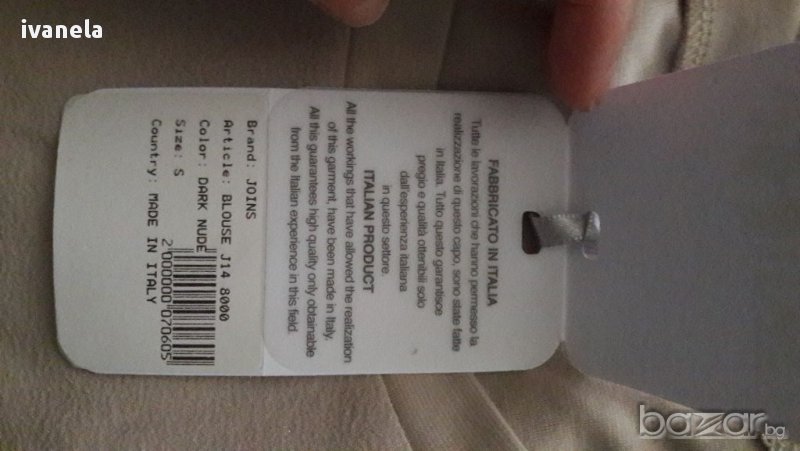 ivanela
FABBRICATO IN ITALIA
Tutte le lavorazioni che hanno permesso la
realizzazione di questo capo, sono state fatte
in Italia. Tutto questo garantisce
pregio e qualità ottenibili solo
dall'esperienza italiana
in questo settore.
ITALIAN PRODUCT
All the workings that have allowed the realization
of this garment, have been made in Italy.
All this guarantees high quality only obtainable
from the Italian experience in this field.
Brand: JOINS
Article: BLOUSE J14 8000
Color: DARK NUDE
Size: S
Country: MADE IN ITALY
2 000000 070605
bazar.bg